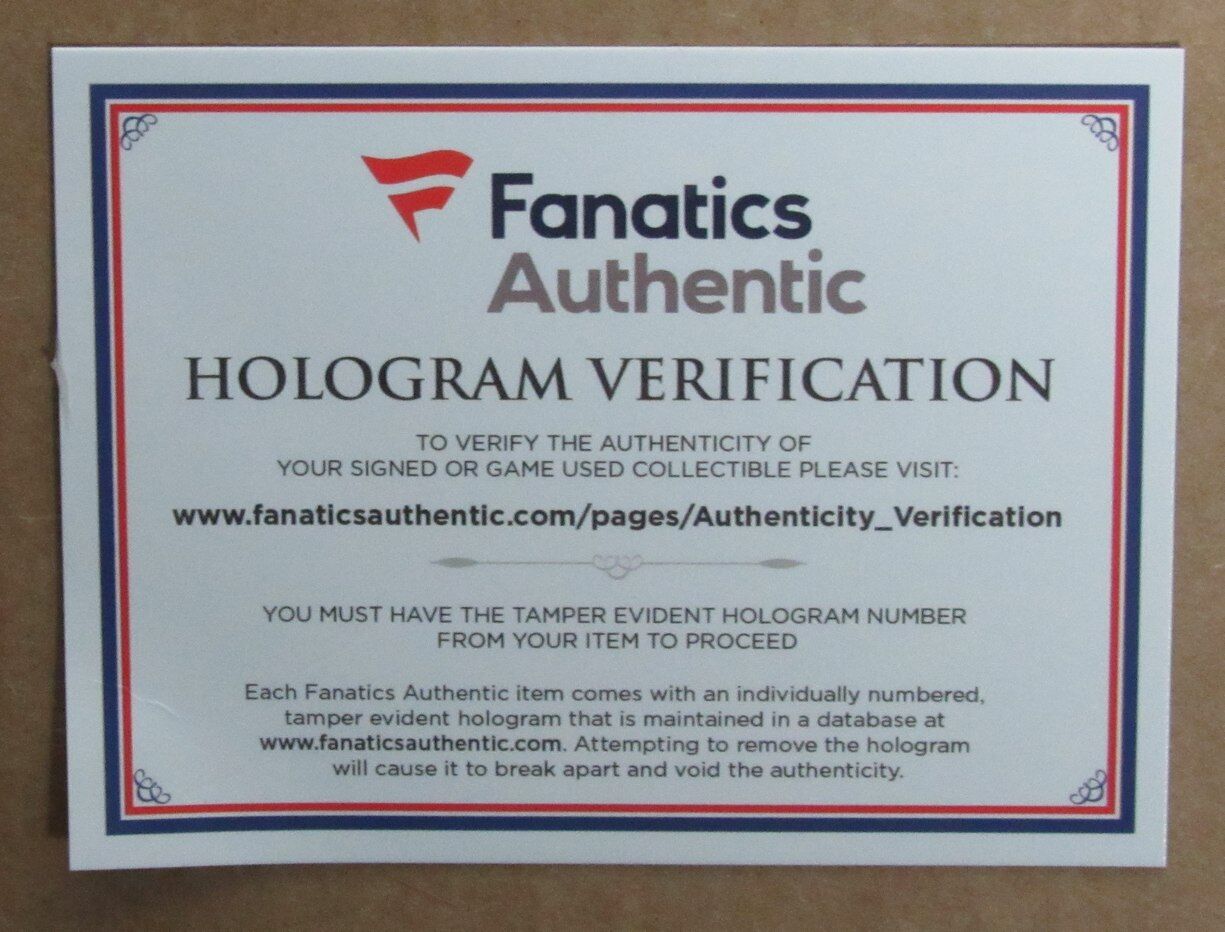 Fanatics
Authentic
HOLOGRAM VERIFICATION
TO VERIFY THE AUTHENTICITY OF
YOUR SIGNED OR GAME USED COLLECTIBLE PLEASE VISIT:
www.fanaticsauthentic.com/pages/Authenticity_Verification
YOU MUST HAVE THE TAMPER EVIDENT HOLOGRAM NUMBER
FROM YOUR ITEM TO PROCEED
Each Fanatics Authentic item comes with an individually numbered,
tamper evident hologram that is maintained in a database at
www.fanaticsauthentic.com. Attempting to remove the hologram
will cause it to break apart and void the authenticity.